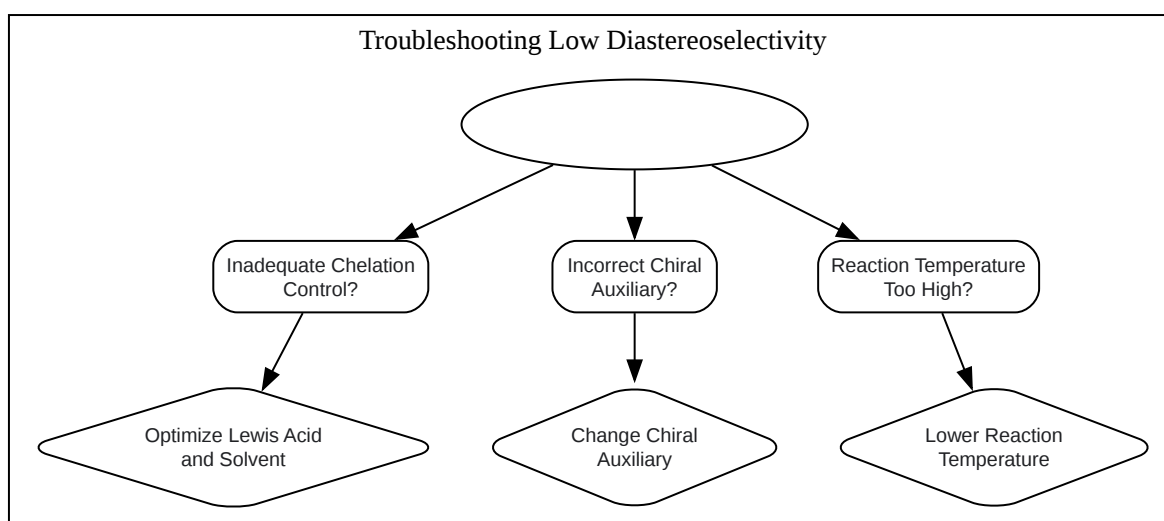 Troubleshooting Low Diastereoselectivity
Inadequate Chelation
Control?
Incorrect Chiral
Auxiliary?
Reaction Temperature
Too High?
Optimize Lewis Acid
and Solvent
Change Chiral
Auxiliary
Lower Reaction
Temperature